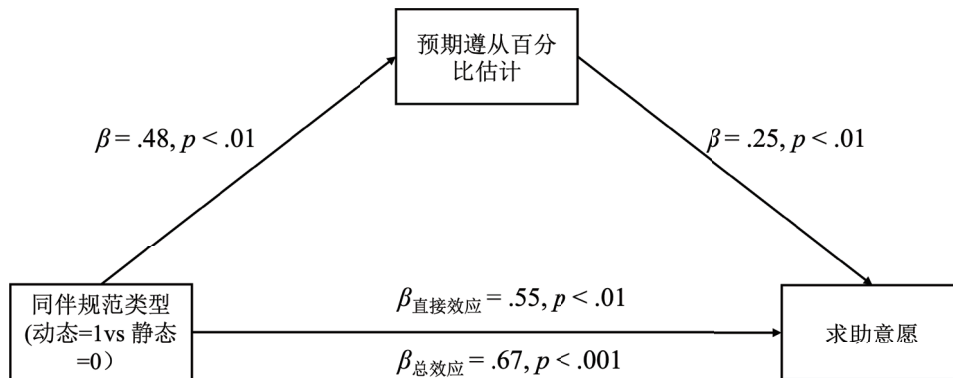 预期遵从百分
比估计
β = .48, p < .01
β = .25, p < .01
同伴规范类型
(动态=1vs 静态
=0）
β直接效应 = .55, p < .01
β总效应 = .67, p < .001
求助意愿